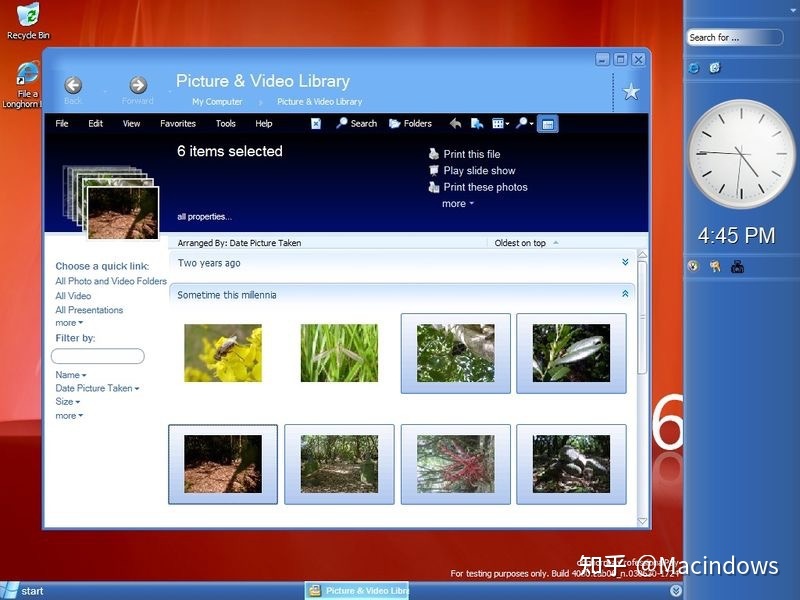 Recycle Bin
File a
Longhorn
Picture & Video Library
Back
Forward
My Computer
Picture & Video Library
File Edit View Favorites Tools Help
Search
Folders
6 items selected
all properties...
Print this file
Play slide show
Print these photos
more
Arranged By: Date Picture Taken
Oldest on top
Choose a quick link:
All Photo and Video Folders
All Video
All Presentations
more
Filter by:
Name
Date Picture Taken
Size
more
Two years ago
Sometime this millennia
Search for ...
4:45 PM
6
知乎 @Macindows
For testing purposes only. Build
start
Picture & Video Libra